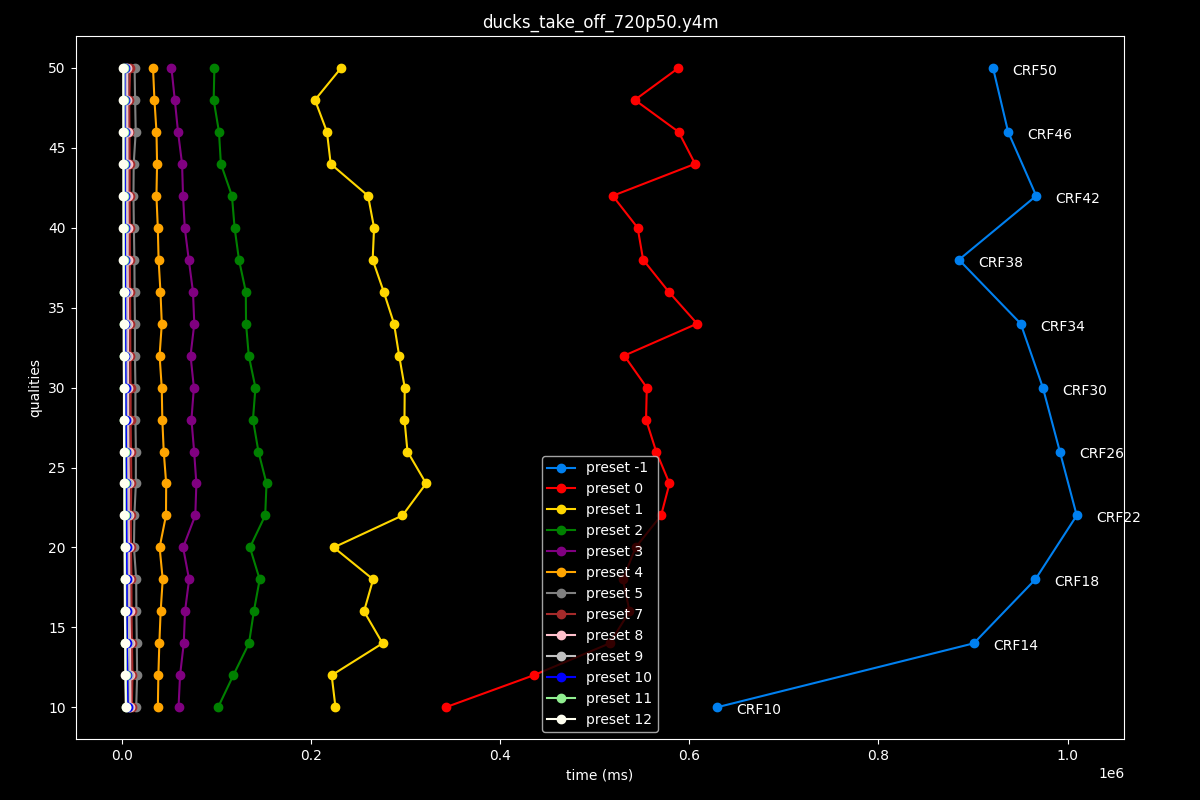 ducks_take_off_720p50.y4m
50
45
40
35
30
25
20
15
10
qualities
CRF50
CRF46
CRF42
CRF38
CRF34
CRF30
CRF26
CRF22
CRF18
CRF14
CRF10
preset -1
preset 0
preset 1
preset 2
preset 3
preset 4
preset 5
preset 7
preset 8
preset 9
preset 10
preset 11
preset 12
0.0
0.2
0.4
0.6
0.8
1.0
1e6
time (ms)